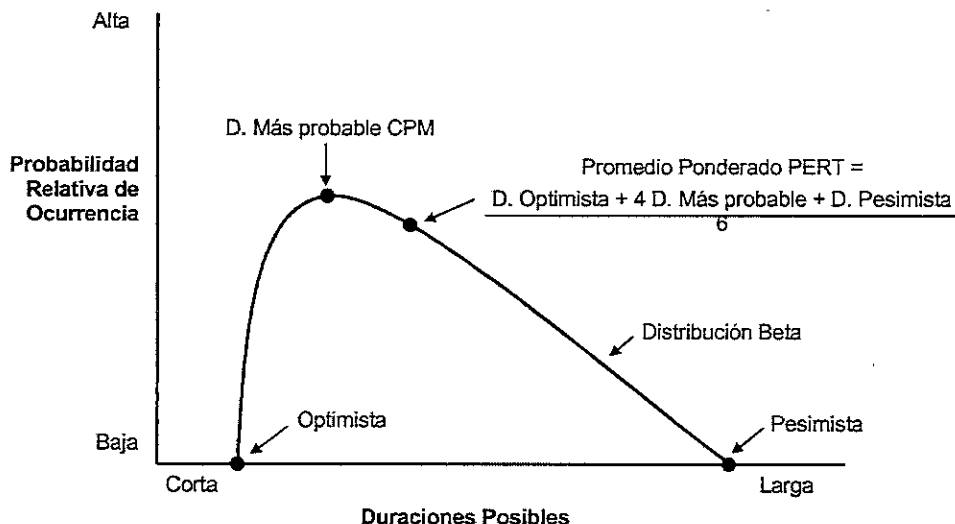 Alta
D. Más probable CPM
Probabilidad
Relativa de
Ocurrencia
Promedio Ponderado PERT =
D. Optimista + 4 D. Más probable + D. Pesimista
6
Distribución Beta
Optimista
Pesimista
Baja
Corta
Larga
Duraciones Posibles